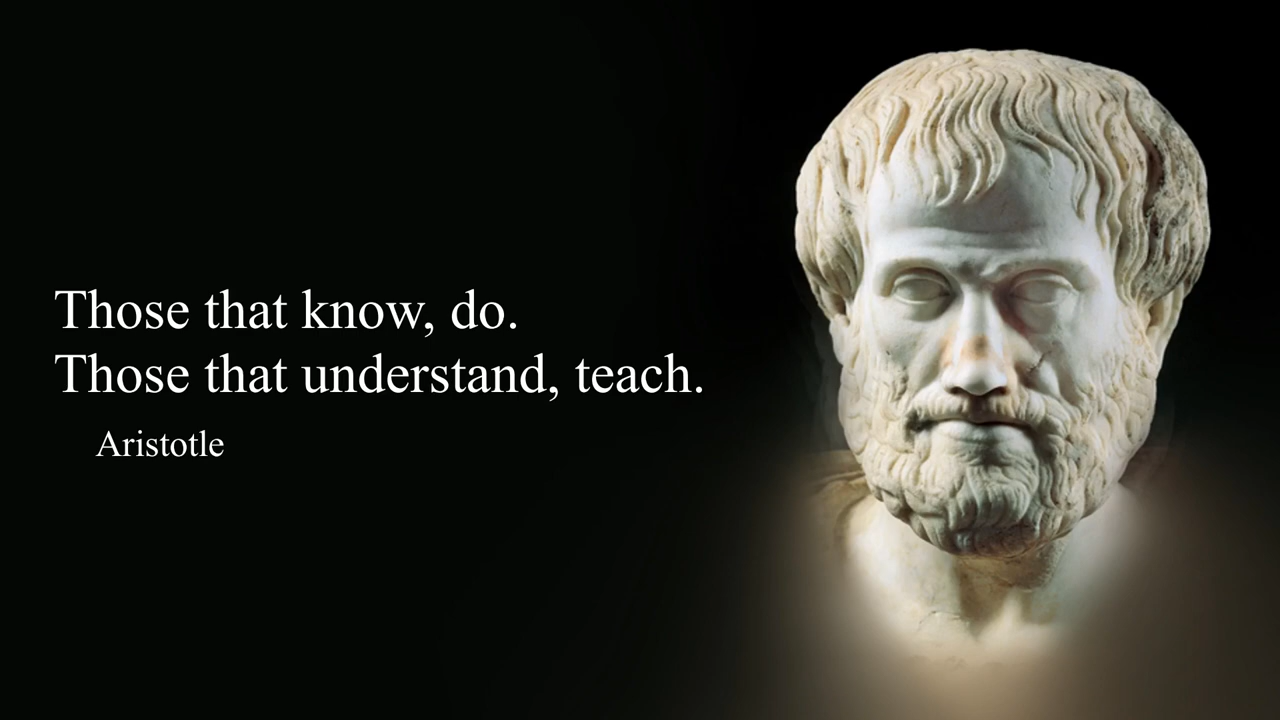 Those that know, do.
Those that understand, teach.
Aristotle